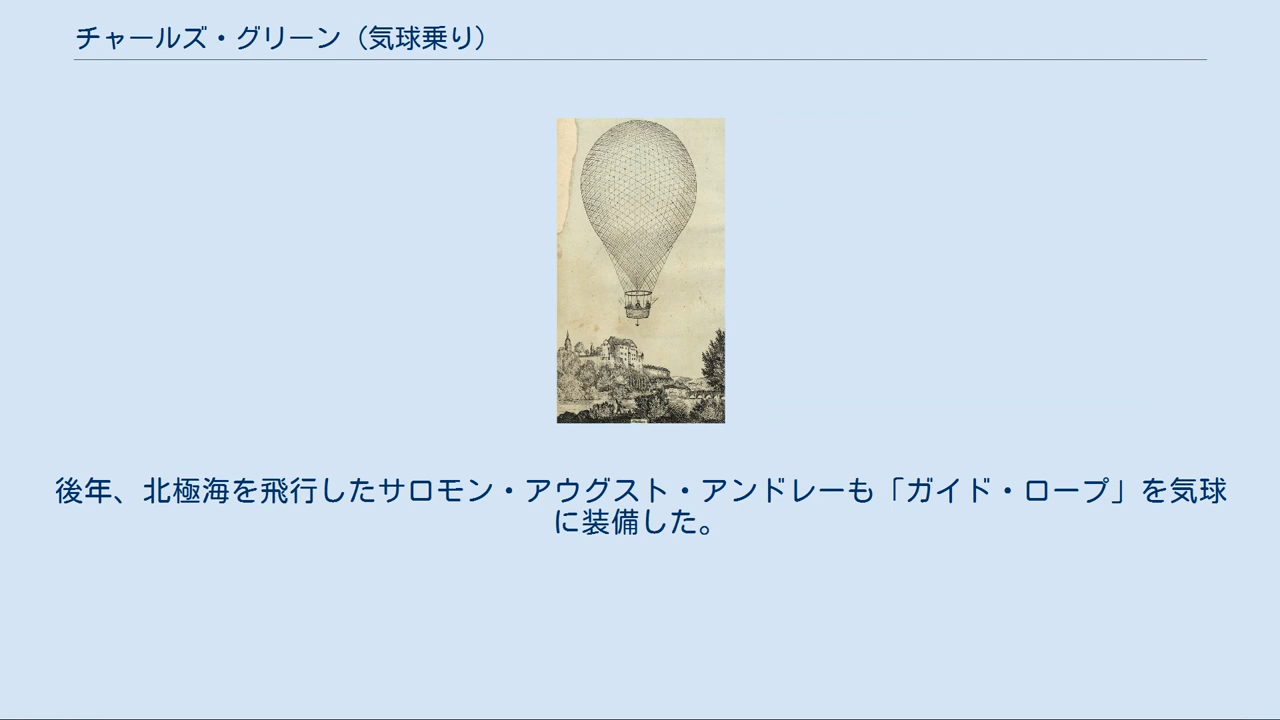 チャールズ・グリーン（気球乗り）
後年、北極海を飛行したサロモン・アウグスト・アンドレーも「ガイド・ロープ」を気球
に装備した。